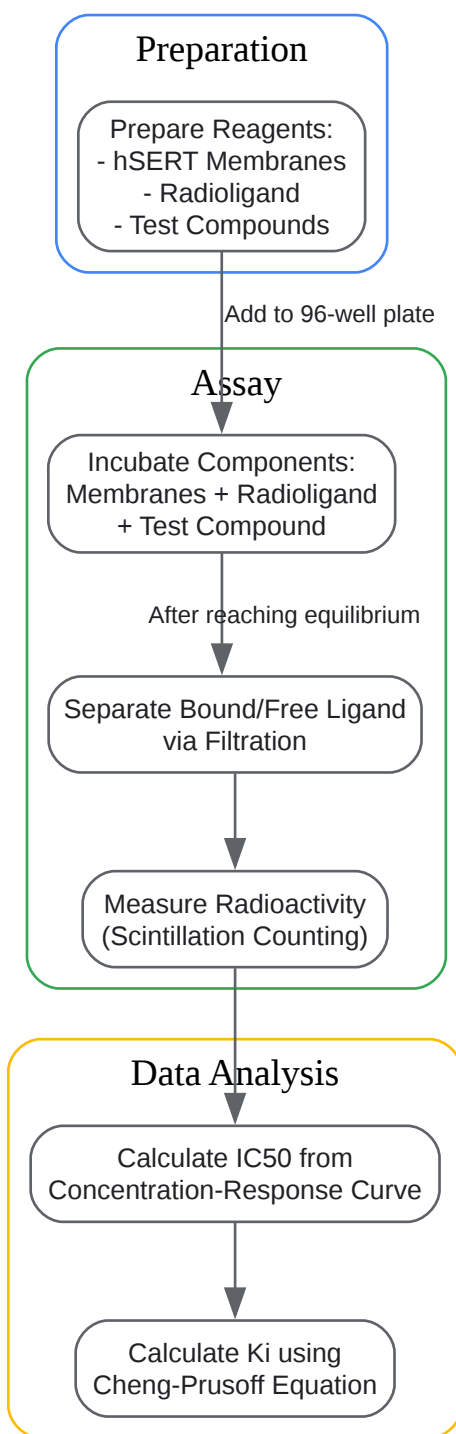 Preparation
Prepare Reagents:
- hSERT Membranes
- Radioligand
- Test Compounds
Add to 96-well plate
Assay
Incubate Components:
Membranes + Radioligand
+ Test Compound
After reaching equilibrium
Separate Bound/Free Ligand
via Filtration
Measure Radioactivity
(Scintillation Counting)
Data Analysis
Calculate IC50 from
Concentration-Response Curve
Calculate Ki using
Cheng-Prusoff Equation